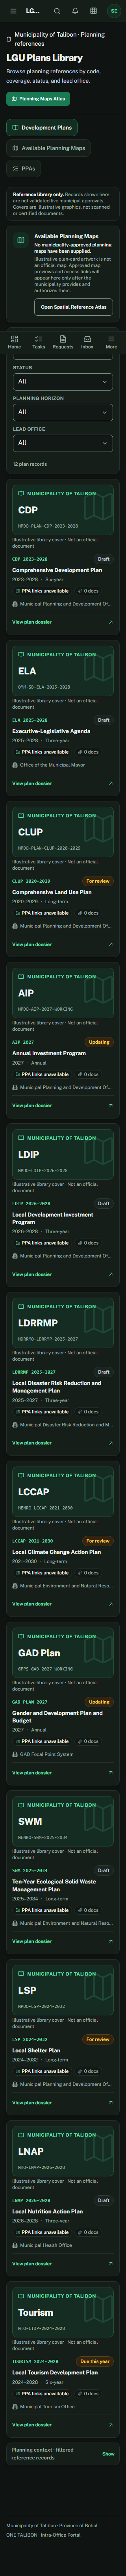 LG...
SE
Municipality of Talibon · Planning
references
LGU Plans Library
Browse planning references by code,
coverage, status, and lead office.
Planning Maps Atlas
Development Plans
Available Planning Maps
PPAs
Reference library only. Records shown here
are not validated live municipal approvals.
Covers are illustrative graphics, not scanned
or certified documents.
Available Planning Maps
No municipality-approved planning
maps have been supplied.
Illustrative plan-card artwork is not
an official map. Approved map
previews and access links will
appear here only after the
municipality provides and
authorizes them.
Open Spatial Reference Atlas
Home
Tasks
Requests
Inbox
More
STATUS
All
PLANNING HORIZON
All
LEAD OFFICE
All
12 plan records
MUNICIPALITY OF TALIBON
CDP
MPDO-PLAN-CDP-2023-2028
Illustrative library cover · Not an official
document
CDP 2023-2028
Draft
Comprehensive Development Plan
2023–2028 · Six-year
PPA links unavailable
0 docs
Municipal Planning and Development Of...
View plan dossier
MUNICIPALITY OF TALIBON
ELA
OMM-SB-ELA-2025-2028
Illustrative library cover · Not an official
document
ELA 2025-2028
Draft
Executive-Legislative Agenda
2025–2028 · Three-year
PPA links unavailable
0 docs
Office of the Municipal Mayor
View plan dossier
MUNICIPALITY OF TALIBON
CLUP
MPDO-PLAN-CLUP-2020-2029
Illustrative library cover · Not an official
document
CLUP 2020-2029
For review
Comprehensive Land Use Plan
2020–2029 · Long-term
PPA links unavailable
0 docs
Municipal Planning and Development Of...
View plan dossier
MUNICIPALITY OF TALIBON
AIP
MPDO-AIP-2027-WORKING
Illustrative library cover · Not an official
document
AIP 2027
Updating
Annual Investment Program
2027 · Annual
PPA links unavailable
0 docs
Municipal Planning and Development Of...
View plan dossier
MUNICIPALITY OF TALIBON
LDIP
MPDO-LDIP-2026-2028
Illustrative library cover · Not an official
document
LDIP 2026-2028
Draft
Local Development Investment
Program
2026–2028 · Three-year
PPA links unavailable
0 docs
Municipal Planning and Development Of...
View plan dossier
MUNICIPALITY OF TALIBON
LDRRMP
MDRRMO-LDRRMP-2025-2027
Illustrative library cover · Not an official
document
LDRRMP 2025-2027
Draft
Local Disaster Risk Reduction and
Management Plan
2025–2027 · Three-year
PPA links unavailable
0 docs
Municipal Disaster Risk Reduction and M...
View plan dossier
MUNICIPALITY OF TALIBON
LCCAP
MENRO-LCCAP-2021-2030
Illustrative library cover · Not an official
document
LCCAP 2021-2030
For review
Local Climate Change Action Plan
2021–2030 · Long-term
PPA links unavailable
0 docs
Municipal Environment and Natural Reso...
View plan dossier
MUNICIPALITY OF TALIBON
GAD Plan
GFPS-GAD-2027-WORKING
Illustrative library cover · Not an official
document
GAD PLAN 2027
Updating
Gender and Development Plan and
Budget
2027 · Annual
PPA links unavailable
0 docs
GAD Focal Point System
View plan dossier
MUNICIPALITY OF TALIBON
SWM
MENRO-SWM-2025-2034
Illustrative library cover · Not an official
document
SWM 2025-2034
Draft
Ten-Year Ecological Solid Waste
Management Plan
2025–2034 · Long-term
PPA links unavailable
0 docs
Municipal Environment and Natural Reso...
View plan dossier
MUNICIPALITY OF TALIBON
LSP
MPDO-LSP-2024-2032
Illustrative library cover · Not an official
document
LSP 2024-2032
For review
Local Shelter Plan
2024–2032 · Long-term
PPA links unavailable
0 docs
Municipal Planning and Development Of...
View plan dossier
MUNICIPALITY OF TALIBON
LNAP
MHO-LNAP-2026-2028
Illustrative library cover · Not an official
document
LNAP 2026-2028
Draft
Local Nutrition Action Plan
2026–2028 · Three-year
PPA links unavailable
0 docs
Municipal Health Office
View plan dossier
MUNICIPALITY OF TALIBON
Tourism
MTO-LTDP-2024-2028
Illustrative library cover · Not an official
document
TOURISM 2024-2028
Due this year
Local Tourism Development Plan
2024–2028 · Six-year
PPA links unavailable
0 docs
Municipal Tourism Office
View plan dossier
Planning context · filtered
reference records
Show
Municipality of Talibon · Province of Bohol
ONE TALIBON · Intra-Office Portal